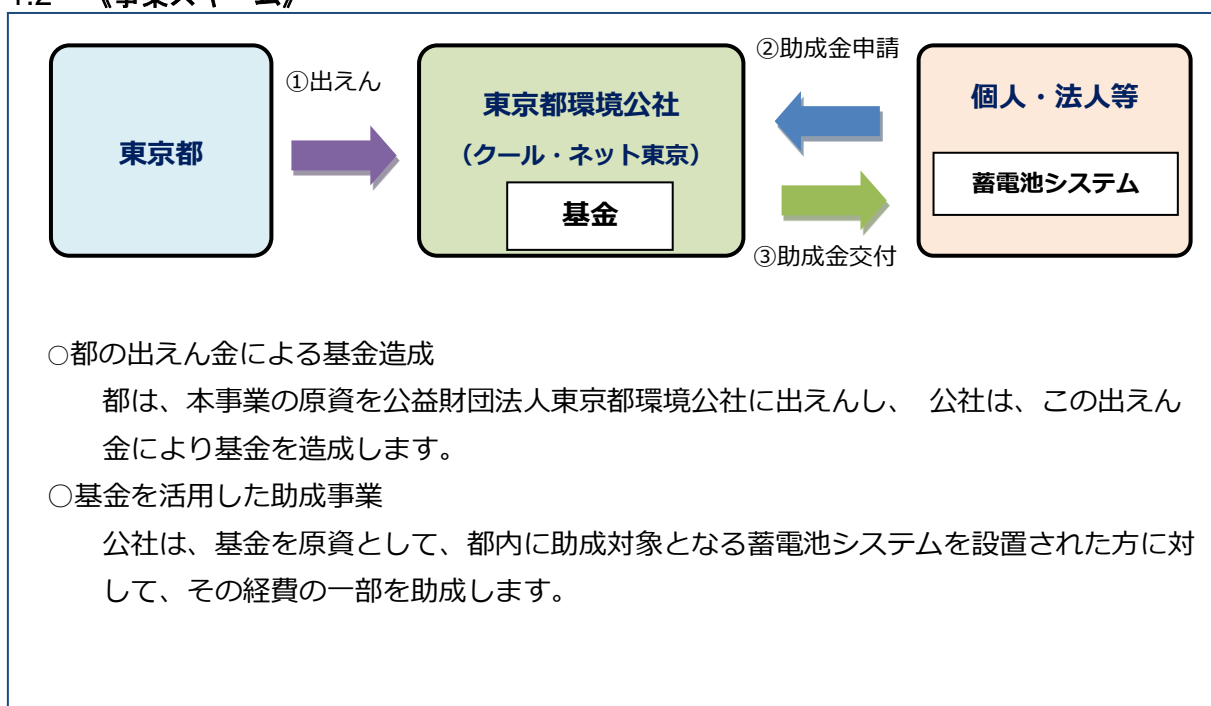 1.2 《事業スキーム》
②助成金申請
①出えん
東京都
東京都環境公社
（クール・ネット東京）
基金
個人・法人等
蓄電池システム
③助成金交付
○都の出えん金による基金造成
都は、本事業の原資を公益財団法人東京都環境公社に出えんし、 公社は、この出えん
金により基金を造成します。
○基金を活用した助成事業
公社は、基金を原資として、都内に助成対象となる蓄電池システムを設置された方に対
して、その経費の一部を助成します。